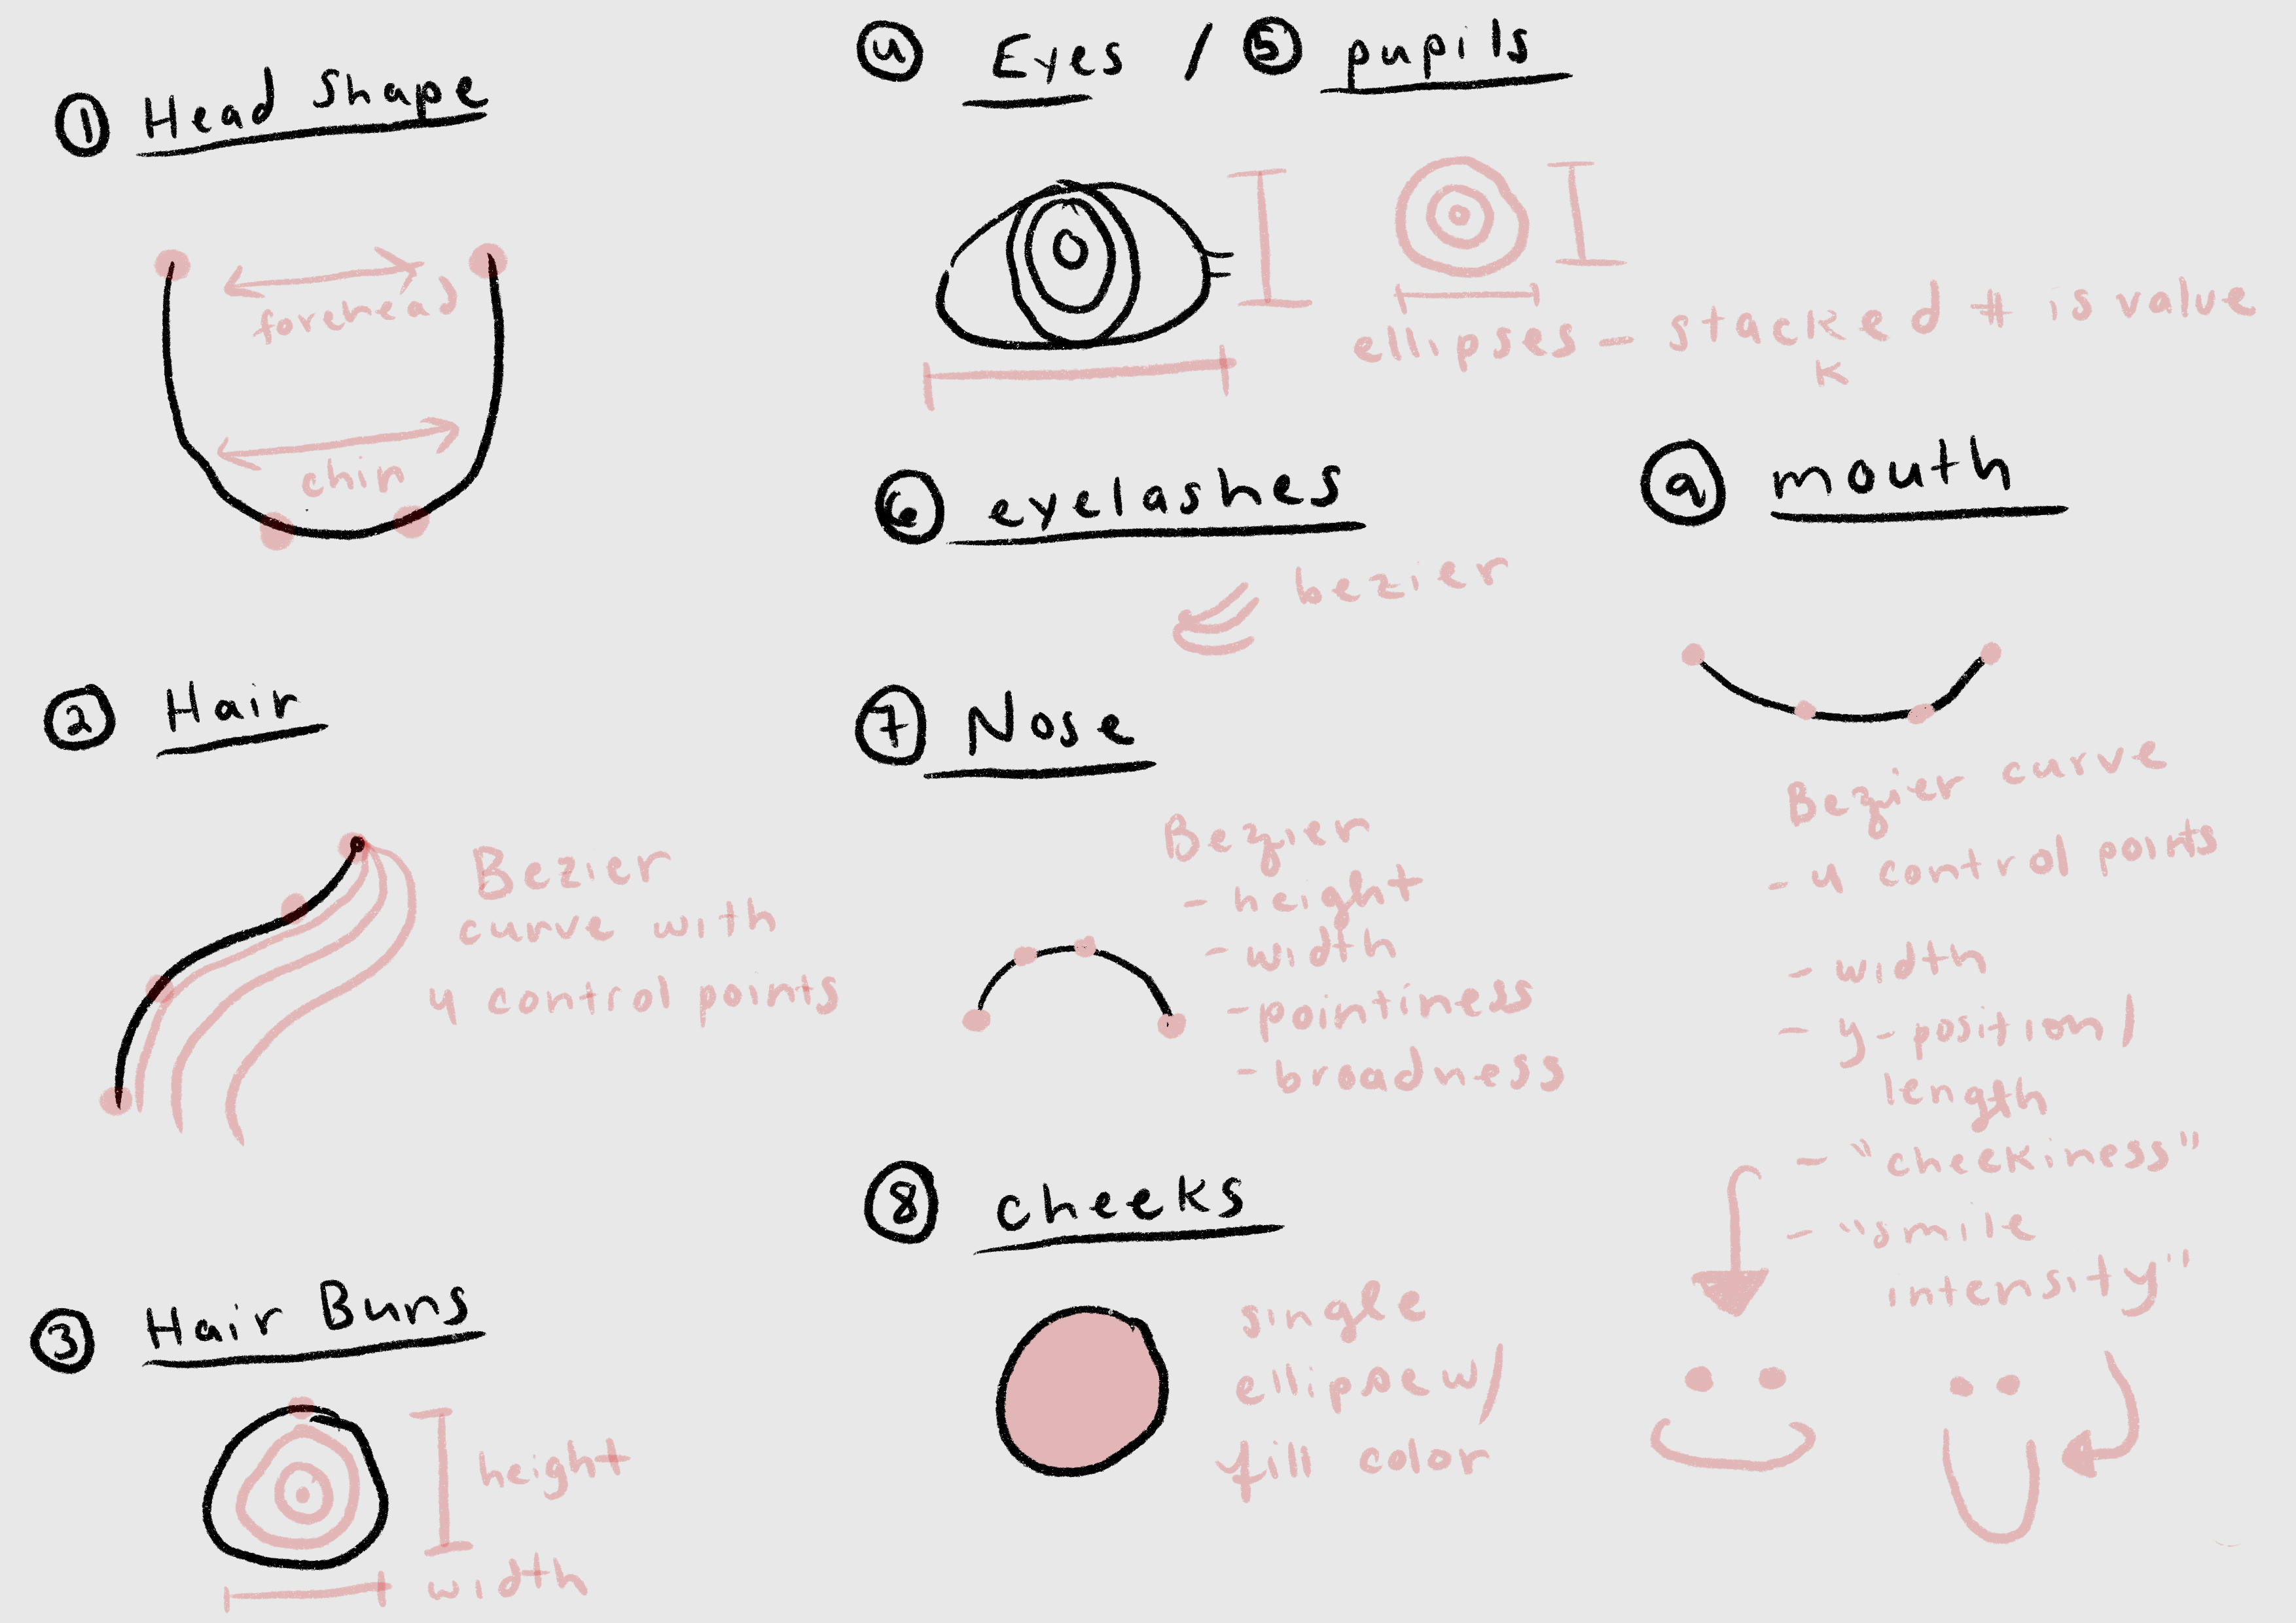 ① Head Shape
forehead
chin
② Hair
Bezier
curve with
4 control points
③ Hair Buns
height
width
④ Eyes / ⑤ pupils
ellipses - stacked # is value
K
⑥ eyelashes
bezier
⑦ Nose
Bezier
- height
- width
- pointiness
- broadness
⑧ cheeks
single
ellipse w/
fill color
⑨ mouth
Bezier curve
- 4 control points
- width
- y-position/
length
- "cheekiness"
- "smile
intensity"